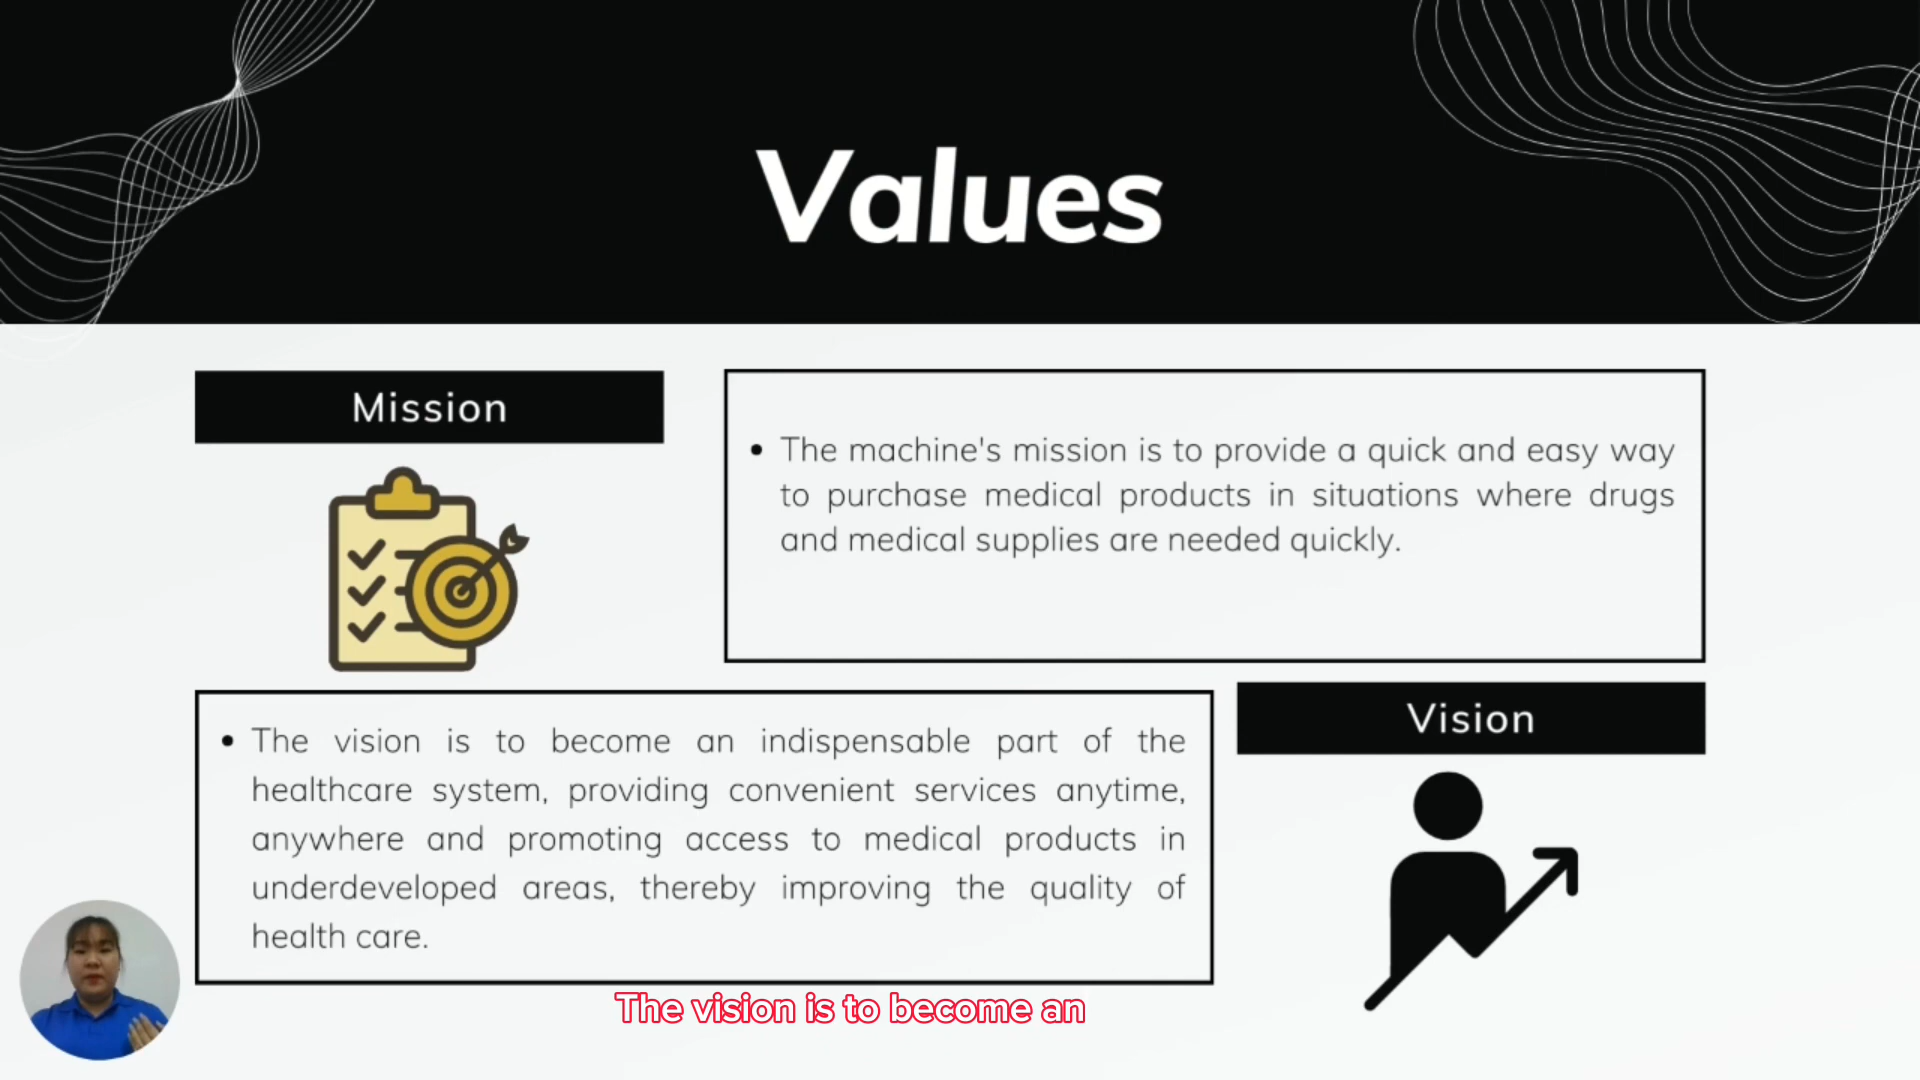 Values
Mission
• The machine's mission is to provide a quick and easy way
to purchase medical products in situations where drugs
and medical supplies are needed quickly.
Vision
• The vision is to become an indispensable part of the
healthcare system, providing convenient services anytime,
anywhere and promoting access to medical products in
underdeveloped areas, thereby improving the quality of
health care.
The vision is to become an